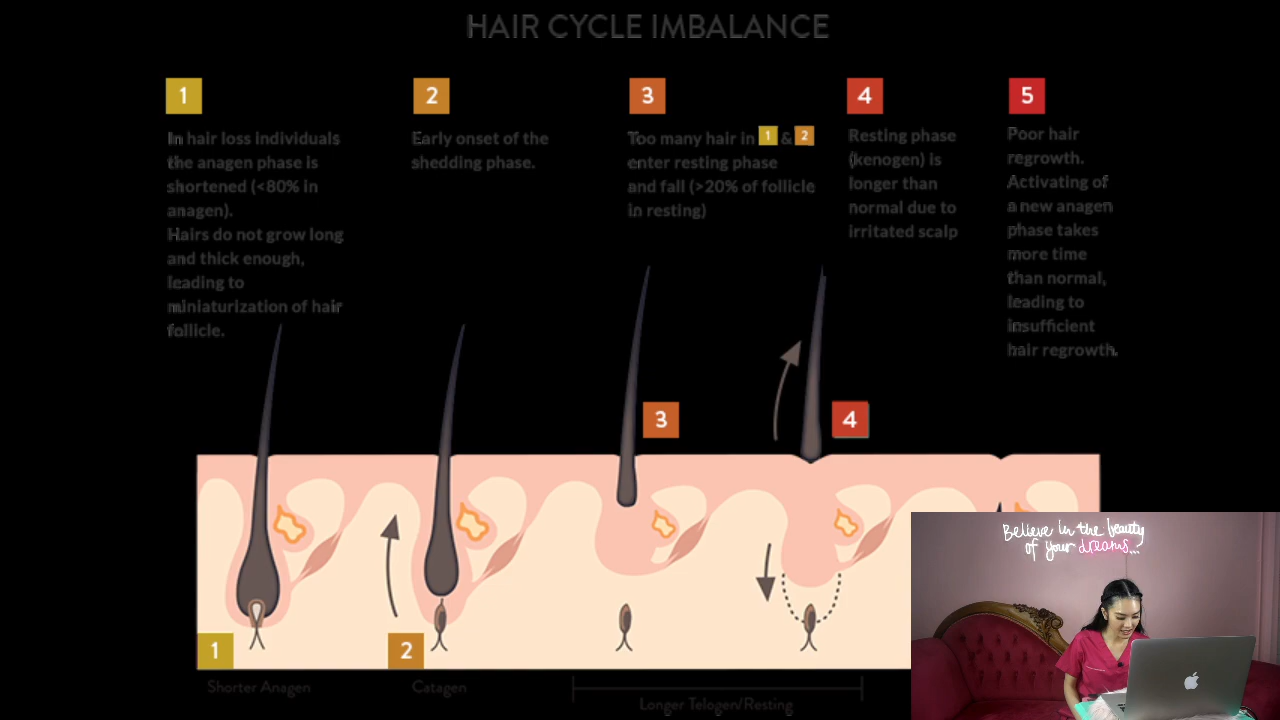 HAIR CYCLE IMBALANCE
1
In hair loss individuals
the anagen phase is
shortened (<80% in
anagen).
Hairs do not grow long
and thick enough,
leading to
miniaturization of hair
follicle.
2
Early onset of the
shedding phase.
3
Too many hair in 1 & 2
enter resting phase
and fall (>20% of follicle
in resting)
4
Resting phase
(kenogen) is
longer than
normal due to
irritated scalp
5
Poor hair
regrowth.
Activating of
a new anagen
phase takes
more time
than normal,
leading to
insufficient
hair regrowth.
3
4
1
2
Shorter Anagen
Catagen
Longer Telogen/Resting
Believe in the beauty
of your dreams...